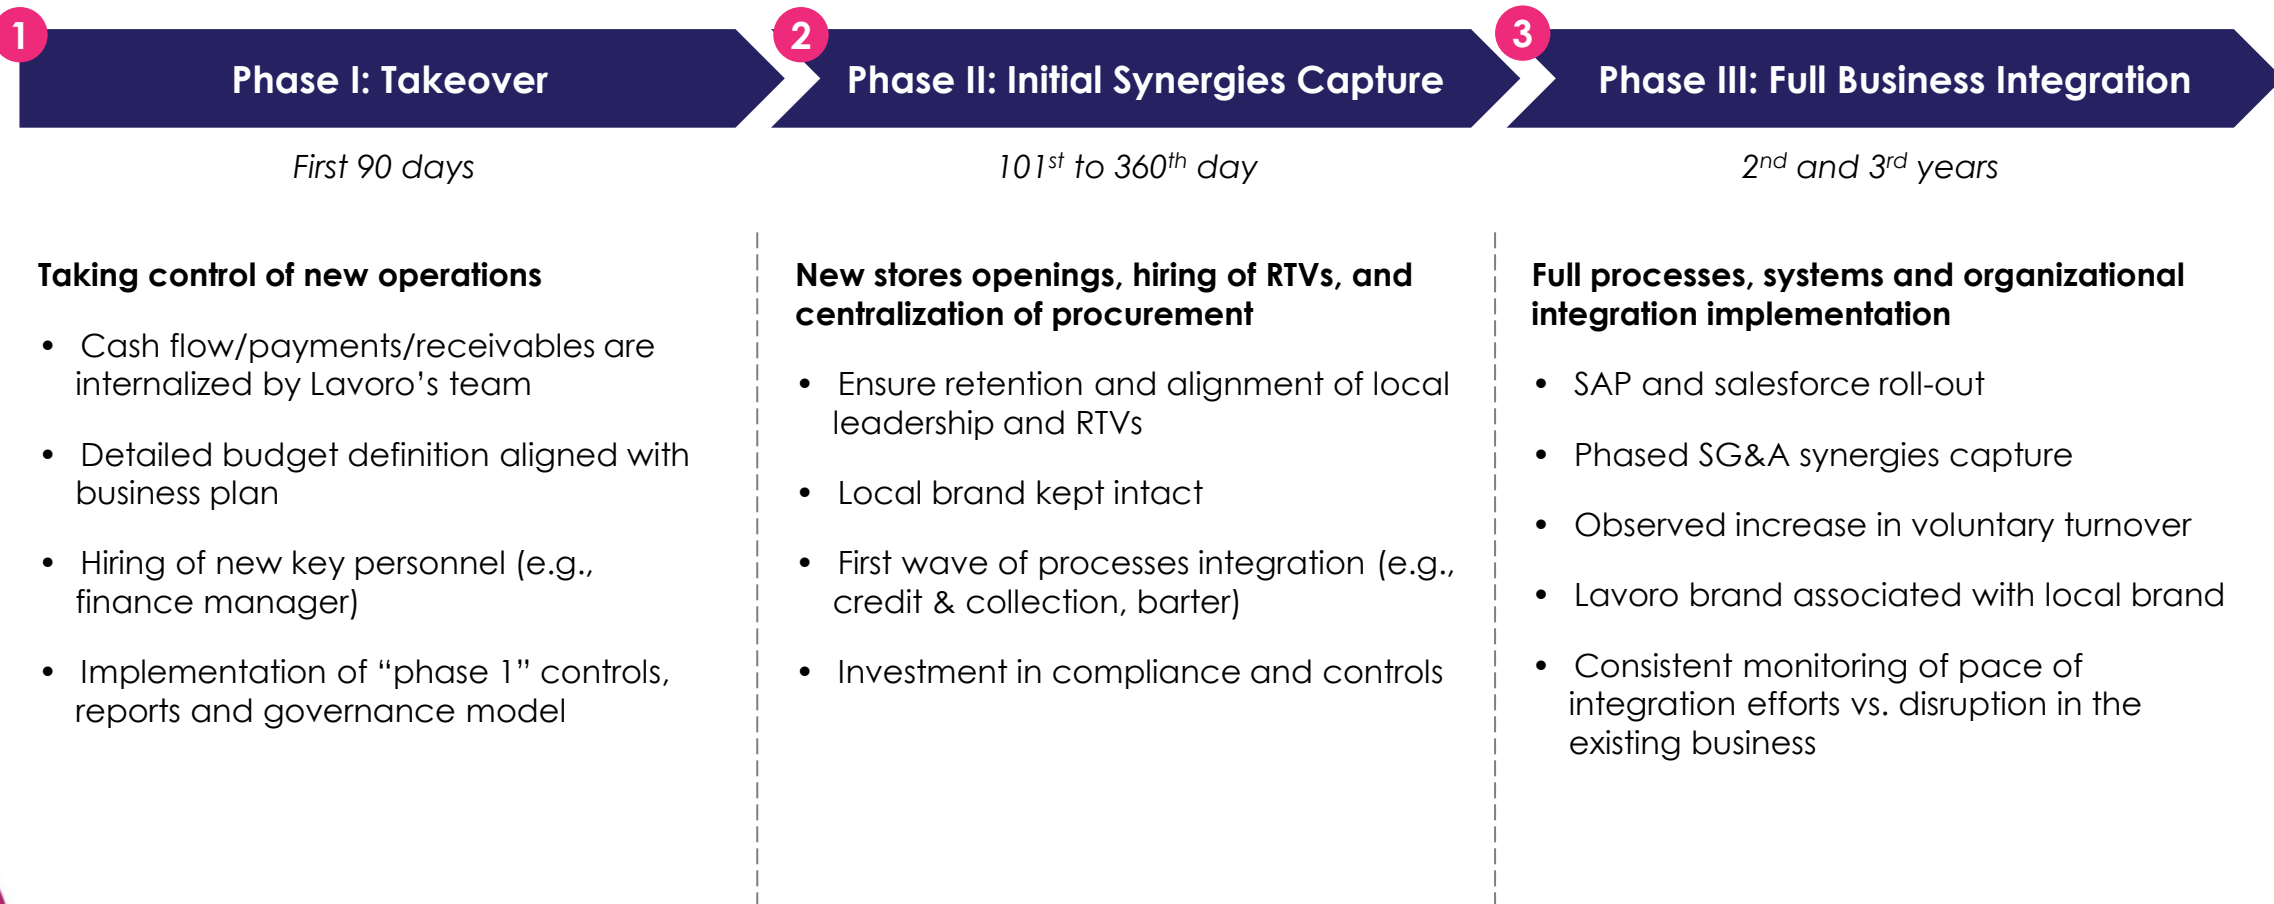 1
Phase I: Takeover
First 90 days
Taking control of new operations
• Cash flow/payments/receivables are
internalized by Lavoro’s team
• Detailed budget definition aligned with
business plan
• Hiring of new key personnel (e.g.,
finance manager)
• Implementation of “phase 1” controls,
reports and governance model
2
Phase II: Initial Synergies Capture
101st to 360th day
New stores openings, hiring of RTVs, and
centralization of procurement
• Ensure retention and alignment of local
leadership and RTVs
• Local brand kept intact
• First wave of processes integration (e.g.,
credit & collection, barter)
• Investment in compliance and controls
3
Phase III: Full Business Integration
2nd and 3rd years
Full processes, systems and organizational
integration implementation
• SAP and salesforce roll-out
• Phased SG&A synergies capture
• Observed increase in voluntary turnover
• Lavoro brand associated with local brand
• Consistent monitoring of pace of
integration efforts vs. disruption in the
existing business